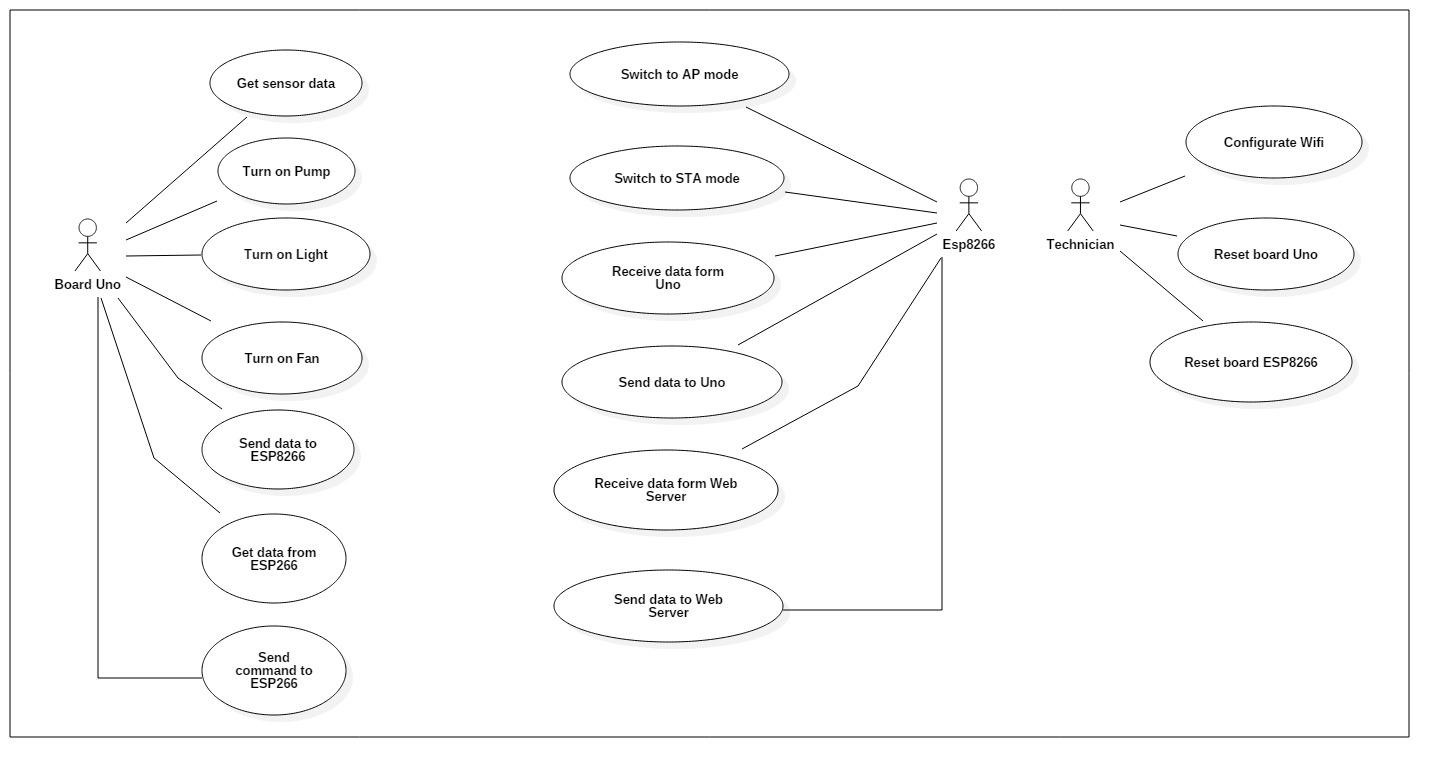 Get sensor data
Turn on Pump
Turn on Light
Board Uno
Turn on Fan
Send data to
ESP8266
Get data from
ESP266
Send
command to
ESP266
Switch to AP mode
Switch to STA mode
Receive data form
Uno
Esp8266
Send data to Uno
Receive data form Web
Server
Send data to Web
Server
Technician
Configurate Wifi
Reset board Uno
Reset board ESP8266